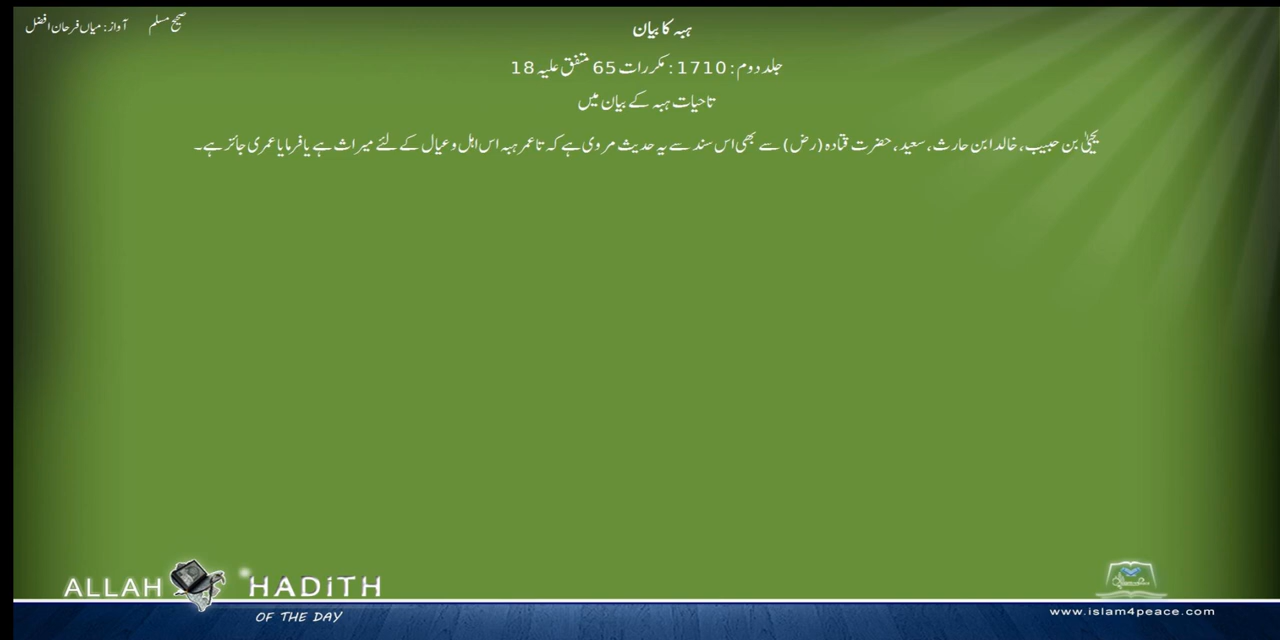 صحیح مسلم آواز: میاں فرحان افضل
ہبہ کا بیان
جلد دوم : 1710 : مکررات 65 متفق علیہ 18
تاحیات ہبہ کے بیان میں
یحییٰ بن حبیب، خالد ابن حارث، سعید، حضرت قتادہ (رض) سے بھی اس سند سے یہ حدیث مروی ہے کہ تاعمر ہبہ اس اہل وعیال کے لئے میراث ہے یا فرمایا عمری جائز ہے۔
ALLAH HADITH
OF THE DAY
www.islam4peace.com